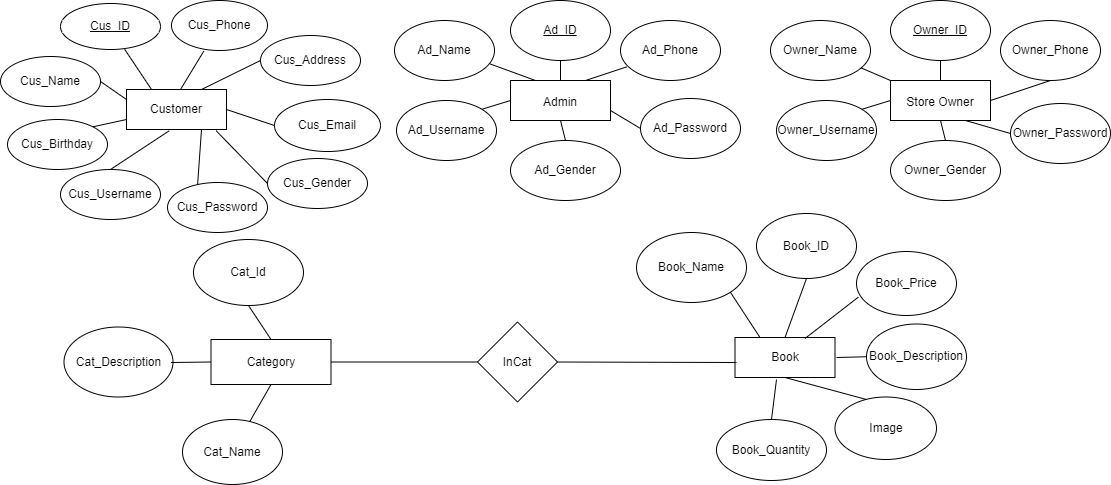 Cus_ID
Cus_Phone
Cus_Address
Cus_Name
Customer
Cus_Email
Cus_Birthday
Cus_Gender
Cus_Username
Cus_Password
Ad_ID
Ad_Name
Ad_Phone
Admin
Ad_Username
Ad_Password
Ad_Gender
Owner_ID
Owner_Name
Owner_Phone
Store Owner
Owner_Username
Owner_Password
Owner_Gender
Cat_Id
Cat_Description
Category
Cat_Name
InCat
Book_ID
Book_Name
Book_Price
Book
Book_Description
Image
Book_Quantity